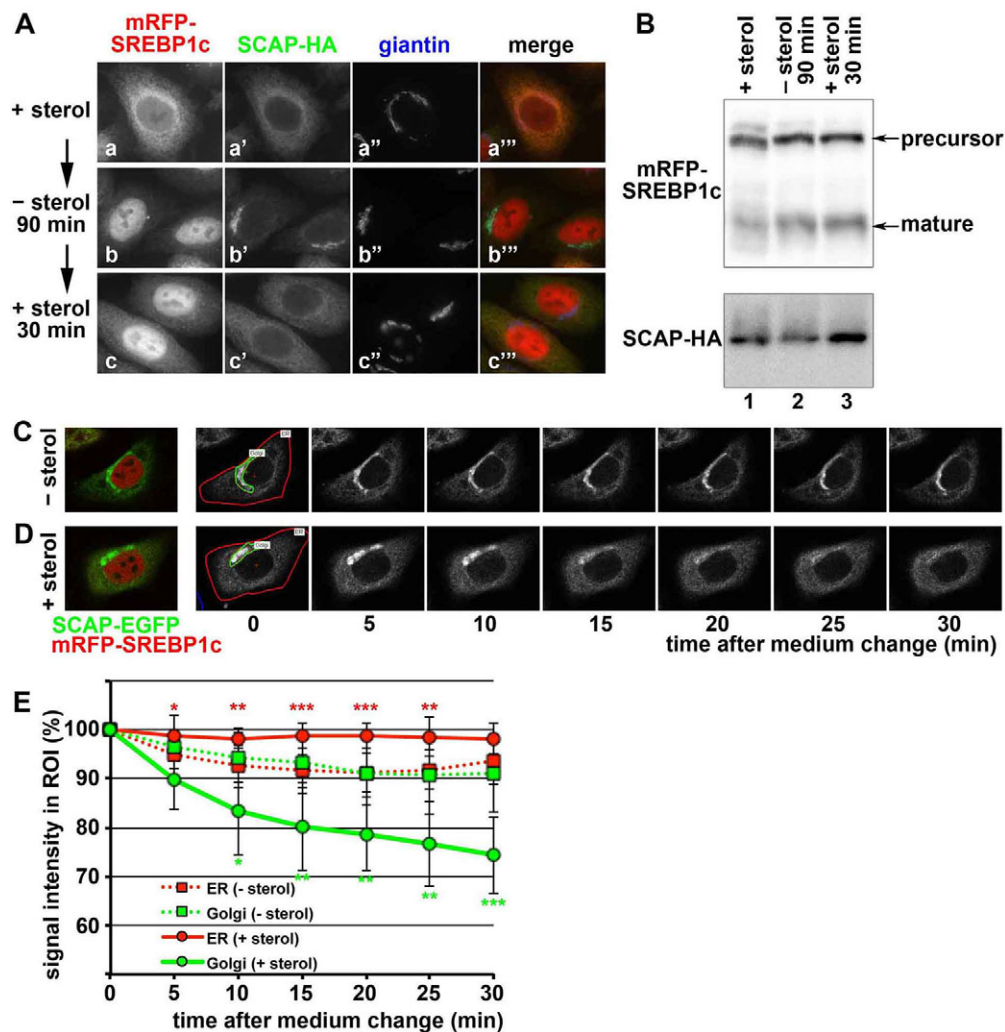 A
mRFP-
SREBP1c
SCAP-HA
giantin
merge
+ sterol
a
a'
a''
a'''
– sterol
90 min
b
b'
b''
b'''
+ sterol
30 min
c
c'
c''
c'''
B
+ sterol
– sterol
90 min
+ sterol
30 min
mRFP-
SREBP1c
precursor
mature
SCAP-HA
1 2 3
C
– sterol
ER
Golgi
D
+ sterol
ER
Golgi
SCAP-EGFP
mRFP-SREBP1c
0 5 10 15 20 25 30
time after medium change (min)
E
signal intensity in ROI (%)
100
90
80
70
60
* ** *** *** **
* ** ** ** ***
ER (- sterol)
Golgi (- sterol)
ER (+ sterol)
Golgi (+ sterol)
0 5 10 15 20 25 30
time after medium change (min)